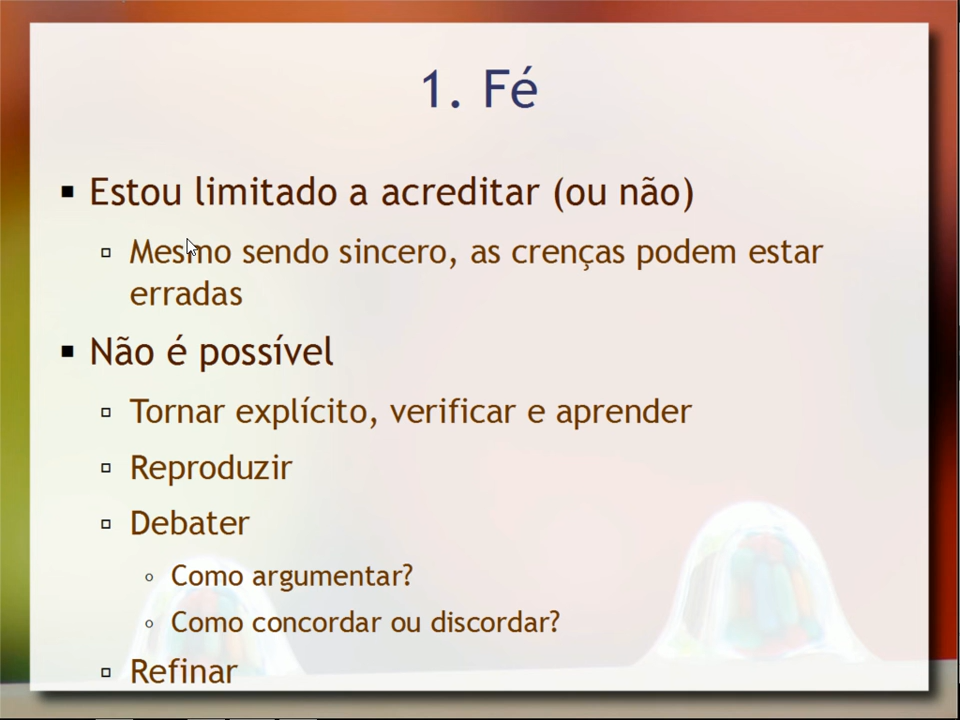 1. Fé
Estou limitado a acreditar (ou não)
Mesmo sendo sincero, as crenças podem estar
erradas
Não é possível
Tornar explícito, verificar e aprender
Reproduzir
Debater
Como argumentar?
Como concordar ou discordar?
Refinar